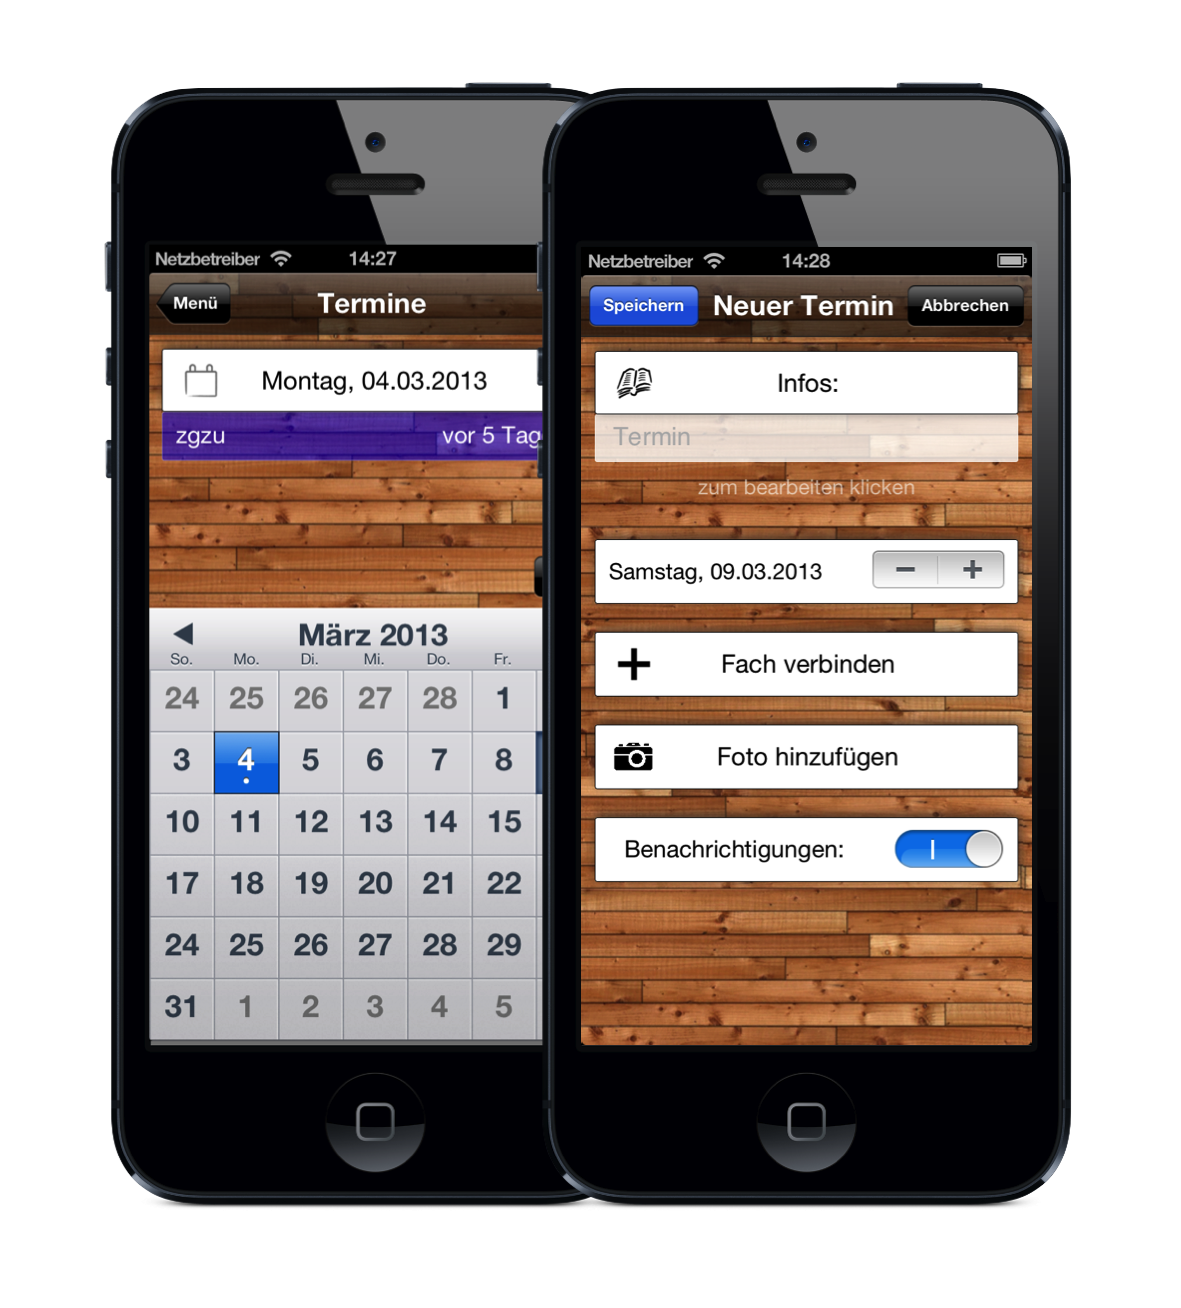 Netzbetreiber 14:27
Menü Termine
Montag, 04.03.2013
zgzu vor 5 Tag
März 2013
So. Mo. Di. Mi. Do. Fr.
24 25 26 27 28 1
3 4 5 6 7 8
10 11 12 13 14 15
17 18 19 20 21 22
24 25 26 27 28 29
31 1 2 3 4 5
Netzbetreiber 14:28
Speichern Neuer Termin Abbrechen
Infos:
Termin
zum bearbeiten klicken
Samstag, 09.03.2013 − +
Fach verbinden
Foto hinzufügen
Benachrichtigungen: